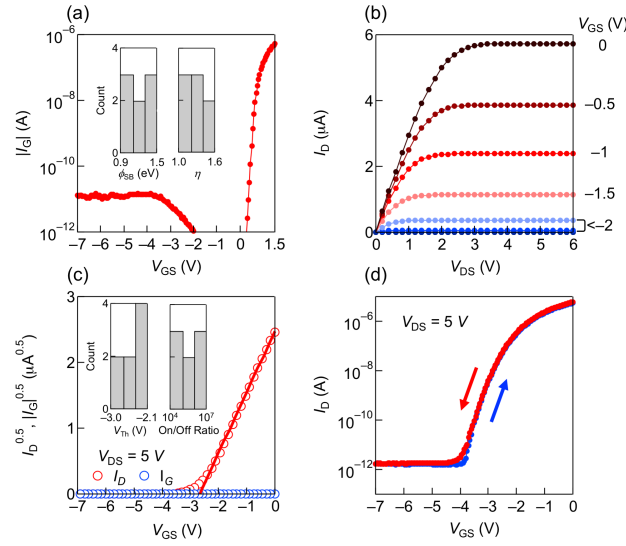 (a)
10⁻⁶
10⁻⁸
10⁻¹⁰
10⁻¹²
|I_G| (A)
4
2
0
Count
0.9 1.5
ϕ_SB (eV)
1.0 1.6
η
−7 −6 −5 −4 −3 −2 −1 0 1.5
V_GS (V)
(b)
V_GS (V)
6
4
2
0
I_D (μA)
0
−0.5
−1
−1.5
<−2
0 1 2 3 4 5 6
V_DS (V)
(c)
3
2
1
0
I_D^0.5, |I_G|^0.5 (μA^0.5)
4
2
0
Count
−3.0 −2.1
V_Th (V)
10⁴ 10⁷
On/Off Ratio
V_DS = 5 V
I_D I_G
−7 −6 −5 −4 −3 −2 −1 0
V_GS (V)
(d)
V_DS = 5 V
10⁻⁶
10⁻⁸
10⁻¹⁰
10⁻¹²
I_D (A)
−7 −6 −5 −4 −3 −2 −1 0
V_GS (V)